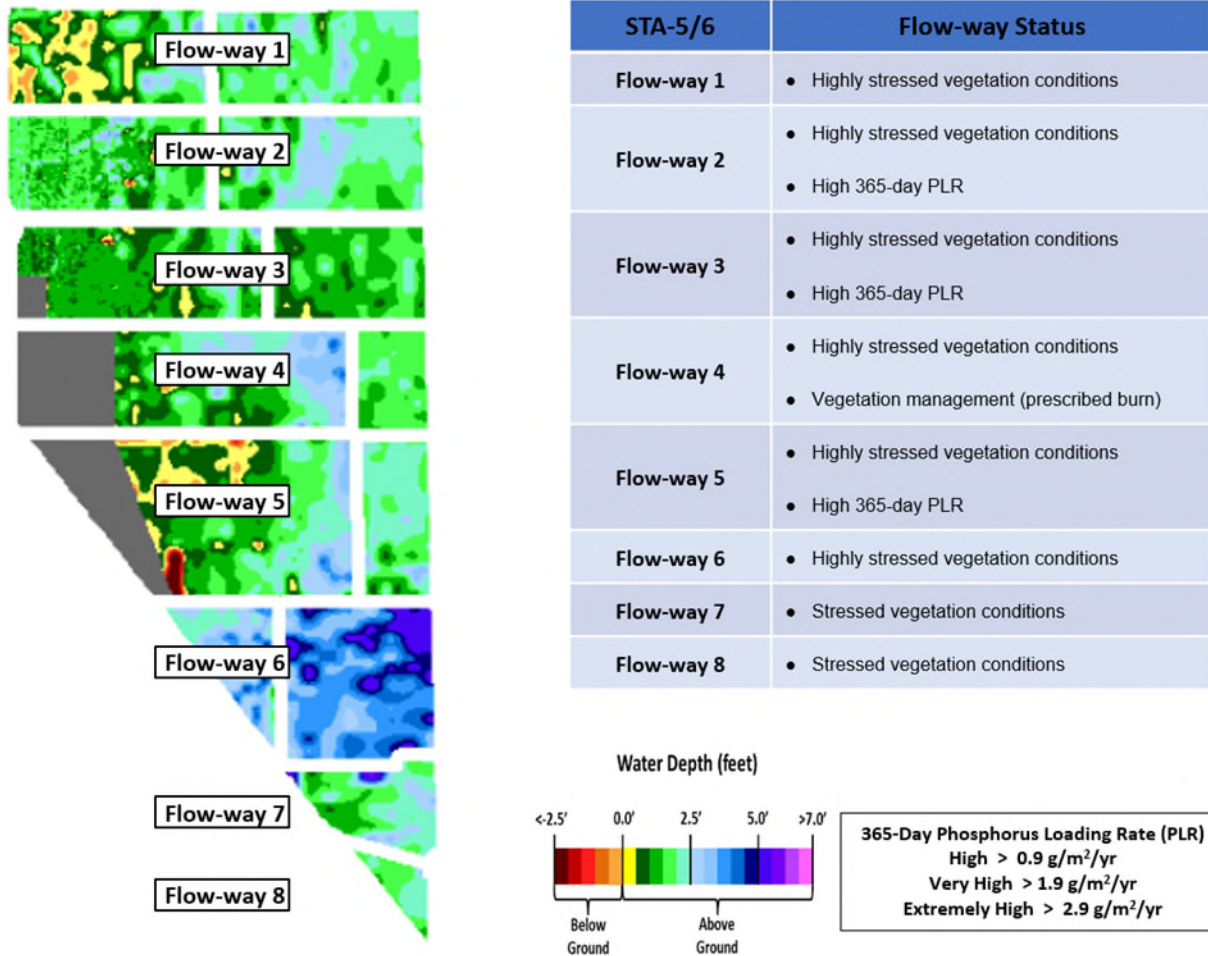 Flow-way 1
Flow-way 2
Flow-way 3
Flow-way 4
Flow-way 5
Flow-way 6
Flow-way 7
Flow-way 8
STA-5/6 Flow-way Status
Flow-way 1
• Highly stressed vegetation conditions
Flow-way 2
• Highly stressed vegetation conditions
• High 365-day PLR
Flow-way 3
• Highly stressed vegetation conditions
• High 365-day PLR
Flow-way 4
• Highly stressed vegetation conditions
• Vegetation management (prescribed burn)
Flow-way 5
• Highly stressed vegetation conditions
• High 365-day PLR
Flow-way 6
• Highly stressed vegetation conditions
Flow-way 7
• Stressed vegetation conditions
Flow-way 8
• Stressed vegetation conditions
Water Depth (feet)
<-2.5' 0.0' 2.5' 5.0' >7.0'
Below Ground
Above Ground
365-Day Phosphorus Loading Rate (PLR)
High > 0.9 g/m²/yr
Very High > 1.9 g/m²/yr
Extremely High > 2.9 g/m²/yr